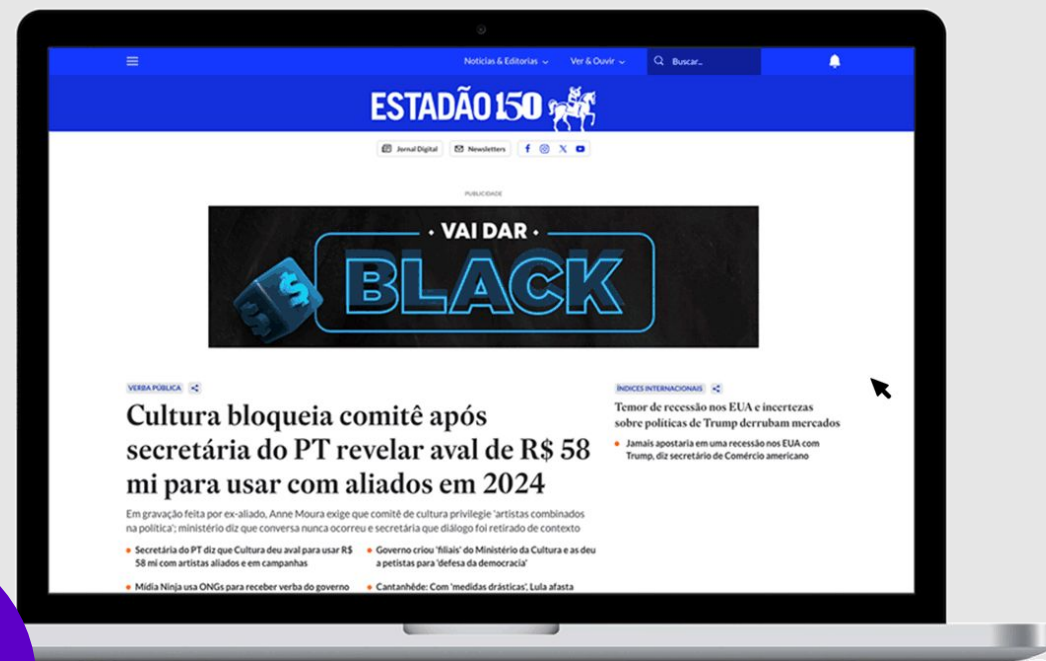 Notícias & Editorias
Ver & Ouvir
Buscar...
ESTADÃO 150
Jornal Digital
Newsletters
PUBLICIDADE
· VAI DAR ·
BLACK
VERBA PÚBLICA
Cultura bloqueia comitê após
secretária do PT revelar aval de R$ 58
mi para usar com aliados em 2024
Em gravação feita por ex-aliado, Anne Moura exige que comitê de cultura privilegie 'artistas combinados
na política'; ministério diz que conversa nunca ocorreu e secretária que diálogo foi retirado de contexto
Secretária do PT diz que Cultura deu aval para usar R$
58 mi com artistas aliados e em campanhas
Governo criou 'filiais' do Ministério da Cultura e as deu
a petistas para 'defesa da democracia'
Mídia Ninja usa ONGs para receber verba do governo
Cantanhêde: Com 'medidas drásticas', Lula afasta
ÍNDICES INTERNACIONAIS
Temor de recessão nos EUA e incertezas
sobre políticas de Trump derrubam mercados
Jamais apostaria em uma recessão nos EUA com
Trump, diz secretário de Comércio americano